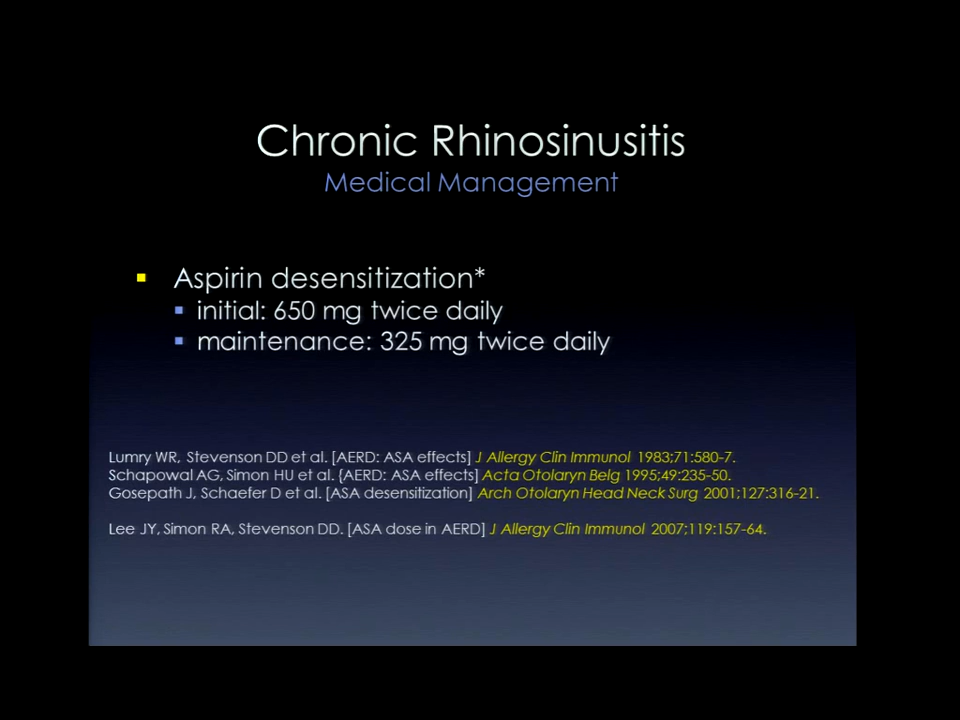 Chronic Rhinosinusitis
Medical Management
Aspirin desensitization*
initial: 650 mg twice daily
maintenance: 325 mg twice daily
Lumry WR, Stevenson DD et al. [AERD: ASA effects] J Allergy Clin Immunol 1983;71:580-7.
Schapowal AG, Simon HU et al. {AERD: ASA effects] Acta Otolaryn Belg 1995;49:235-50.
Gosepath J, Schaefer D et al. [ASA desensitization] Arch Otolaryn Head Neck Surg 2001;127:316-21.
Lee JY, Simon RA, Stevenson DD. [ASA dose in AERD] J Allergy Clin Immunol 2007;119:157-64.